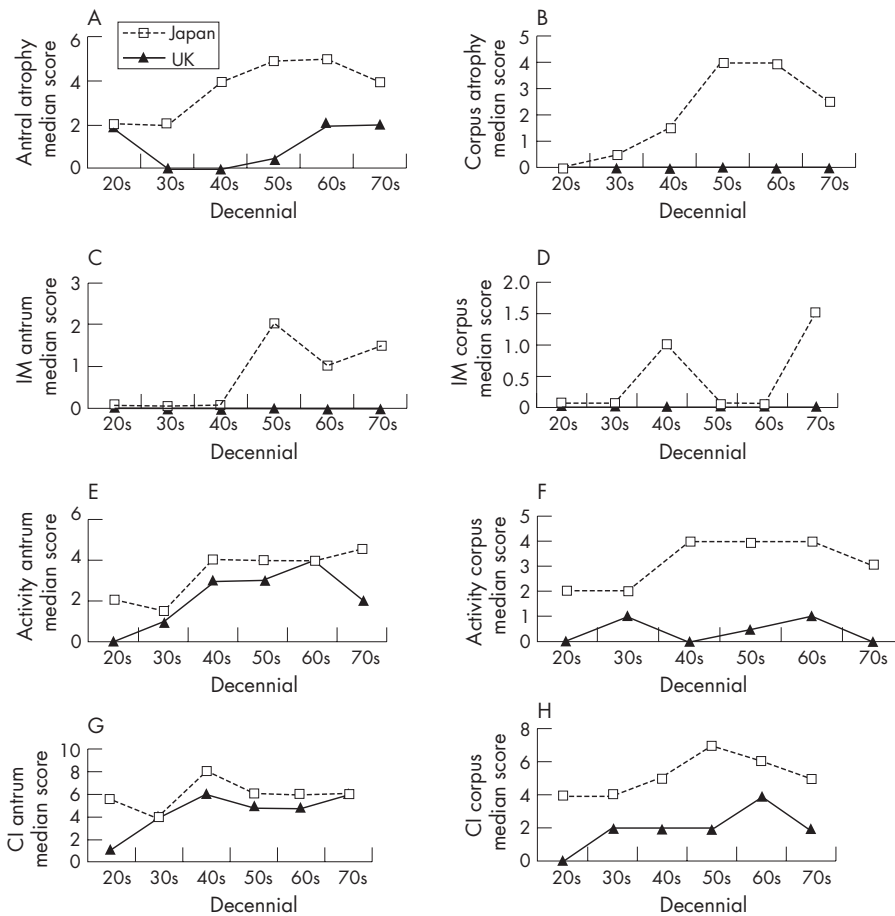 A
Japan
UK
Antral atrophy
median score
6
4
2
0
20s 30s 40s 50s 60s 70s
Decennial
B
Corpus atrophy
median score
5
4
3
2
1
0
20s 30s 40s 50s 60s 70s
Decennial
C
IM antrum
median score
3
2
1
0
20s 30s 40s 50s 60s 70s
Decennial
D
IM corpus
median score
2.0
1.5
1.0
0.5
0
20s 30s 40s 50s 60s 70s
Decennial
E
Activity antrum
median score
6
4
2
0
20s 30s 40s 50s 60s 70s
Decennial
F
Activity corpus
median score
5
4
3
2
1
0
20s 30s 40s 50s 60s 70s
Decennial
G
CI antrum
median score
10
8
6
4
2
0
20s 30s 40s 50s 60s 70s
Decennial
H
CI corpus
median score
8
6
4
2
0
20s 30s 40s 50s 60s 70s
Decennial